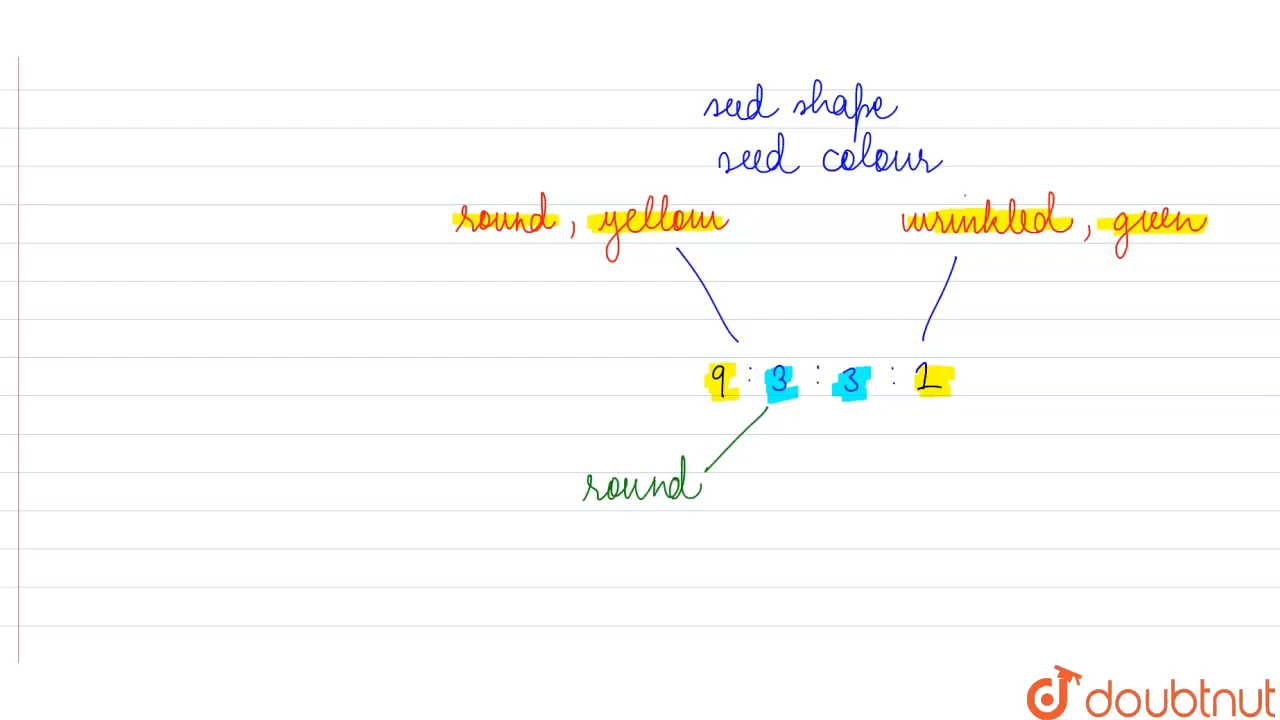 seed shape
seed colour
round, yellow wrinkled, green
9 : 3 : 3 : 1
round
doubtnut